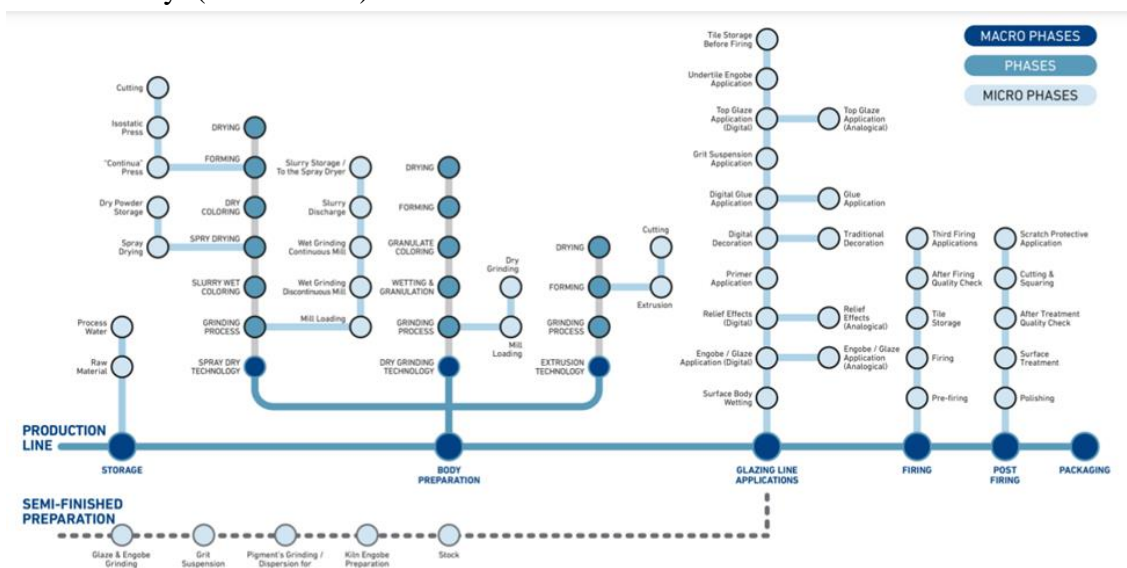 MACRO PHASES
PHASES
MICRO PHASES
Cutting
Isostatic
Press
"Continua"
Press
Dry Powder
Storage
Spray
Drying
Process
Water
Raw
Material
DRYING
FORMING
DRY
COLORING
SPRY DRYING
SLURRY WET
COLORING
GRINDING
PROCESS
SPRAY DRY
TECHNOLOGY
Slurry Storage /
To the Spray Dryer
Slurry
Discharge
Wet Grinding
Continuous Mill
Wet Grinding
Discontinuous Mill
Mill Loading
DRYING
FORMING
GRANULATE
COLORING
WETTING &
GRANULATION
GRINDING
PROCESS
DRY GRINDING
TECHNOLOGY
Dry
Grinding
Mill
Loading
DRYING
FORMING
GRINDING
PROCESS
EXTRUSION
TECHNOLOGY
Cutting
Extrusion
Tile Storage
Before Firing
Undertile Engobe
Application
Top Glaze
Application
(Digital)
Top Glaze
Application
(Analogical)
Grit Suspension
Application
Digital Glue
Application
Glue
Application
Digital
Decoration
Traditional
Decoration
Primer
Application
Relief Effects
(Digital)
Relief
Effects
(Analogical)
Engobe / Glaze
Application (Digital)
Engobe / Glaze
Application
(Analogical)
Surface Body
Wetting
Third Firing
Applications
After Firing
Quality Check
Tile
Storage
Firing
Pre-firing
Scratch Protective
Application
Cutting &
Squaring
After Treatment
Quality Check
Surface
Treatment
Polishing
PRODUCTION
LINE
STORAGE
BODY
PREPARATION
GLAZING LINE
APPLICATIONS
FIRING
POST
FIRING
PACKAGING
SEMI-FINISHED
PREPARATION
Glaze & Engobe
Grinding
Grit
Suspension
Pigment's Grinding /
Dispersion for
Kiln Engobe
Preparation
Stock